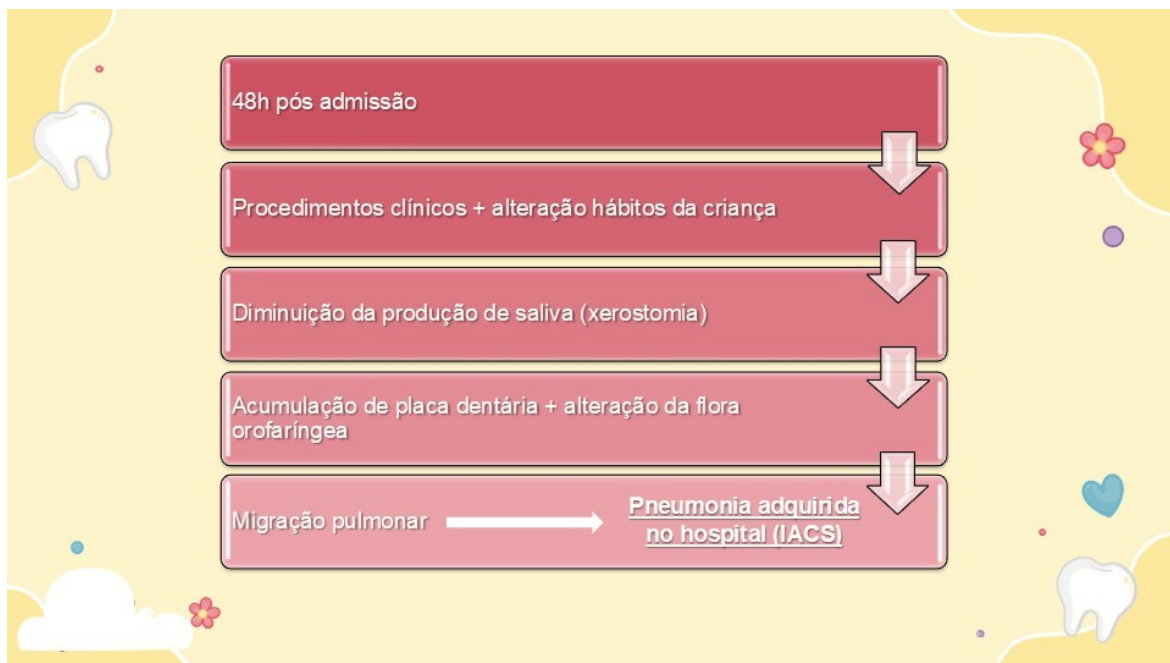 48h pós admissão
Procedimentos clínicos + alteração hábitos da criança
Diminuição da produção de saliva (xerostomia)
Acumulação de placa dentária + alteração da flora
orofaríngea
Migração pulmonar
Pneumonia adquirida
no hospital (IACS)